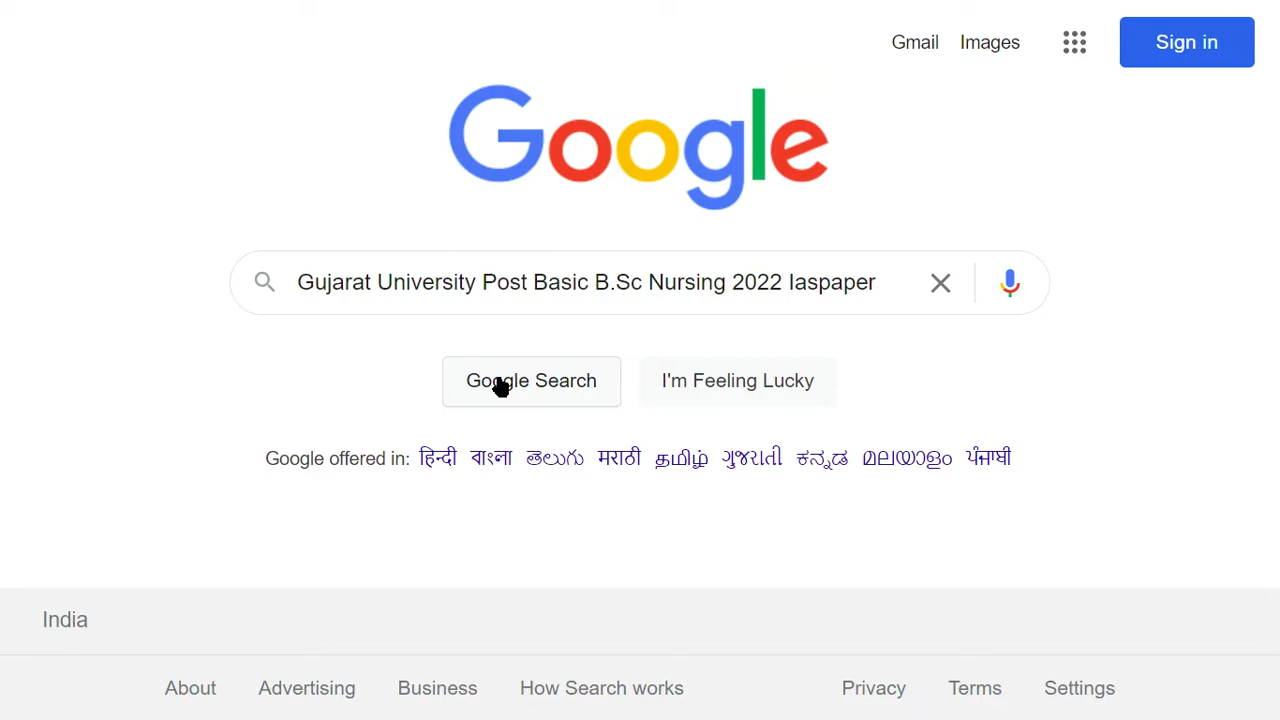 Gmail Images Sign in
Google
Gujarat University Post Basic B.Sc Nursing 2022 Iaspaper
Google Search I'm Feeling Lucky
Google offered in: हिन्दी বাংলা తెలుగు मराठी தமிழ் ગુજરાતી ಕನ್ನಡ മലയാളം ਪੰਜਾਬੀ
India
About Advertising Business How Search works Privacy Terms Settings